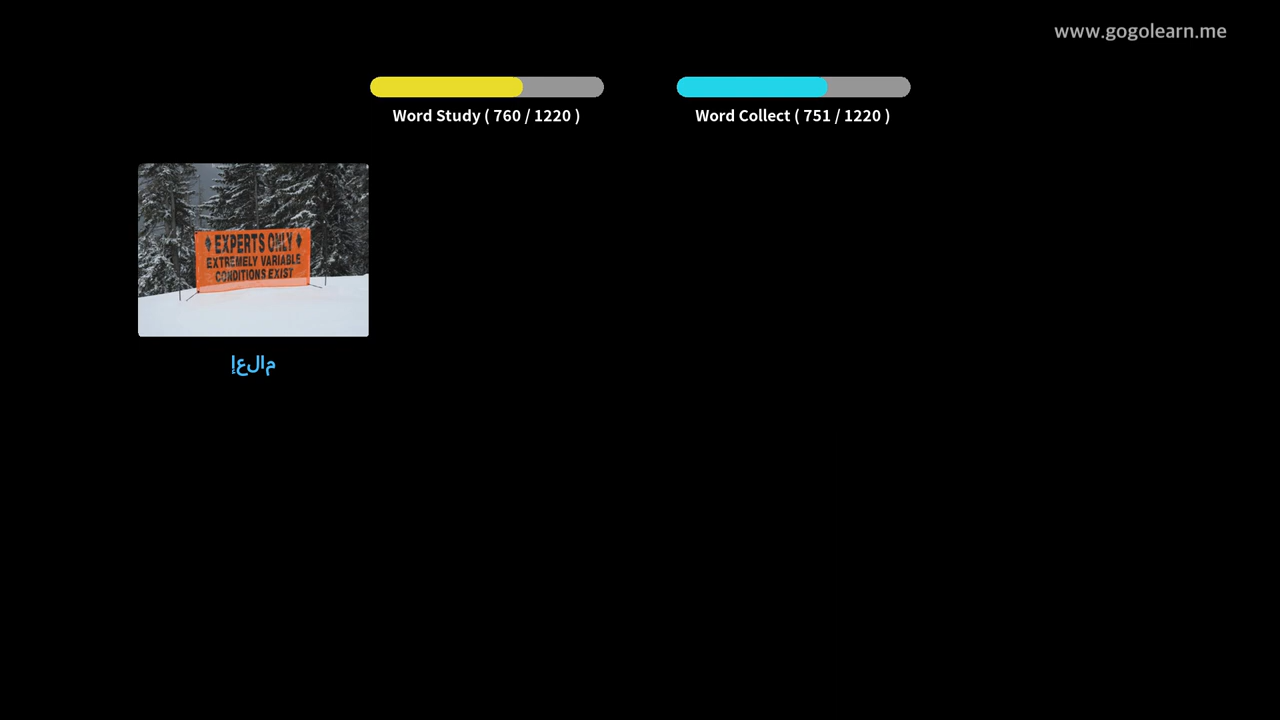 www.gogolearn.me
Word Study ( 760 / 1220 )
Word Collect ( 751 / 1220 )
EXPERTS ONLY
EXTREMELY VARIABLE
CONDITIONS EXIST
إعلام